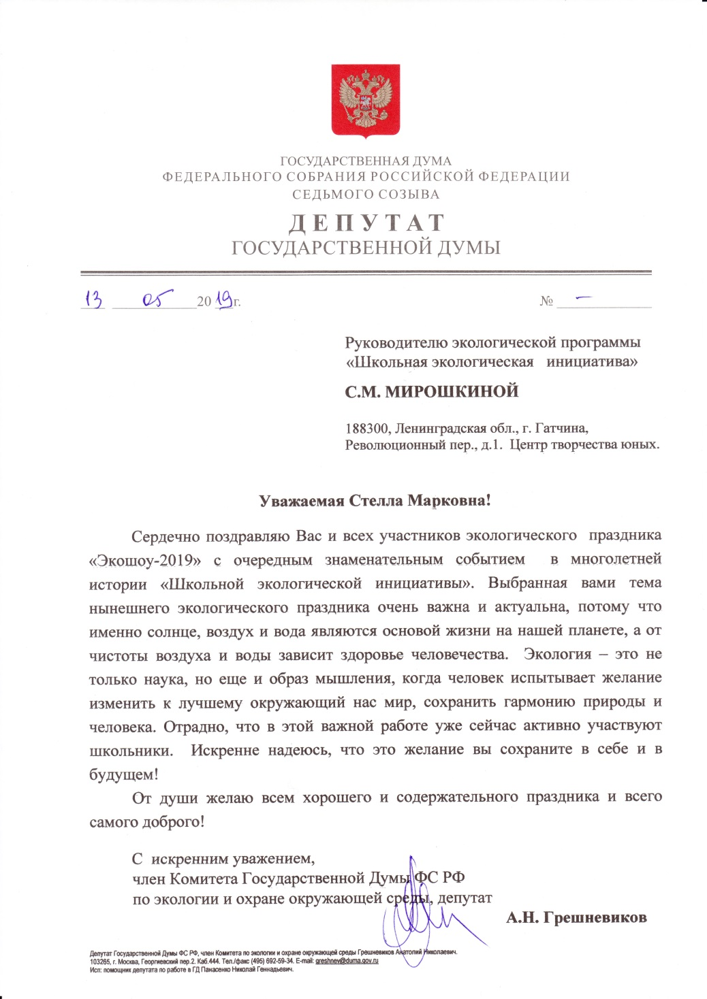 ГОСУДАРСТВЕННАЯ ДУМА
ФЕДЕРАЛЬНОГО СОБРАНИЯ РОССИЙСКОЙ ФЕДЕРАЦИИ
СЕДЬМОГО СОЗЫВА
ДЕПУТАТ
ГОСУДАРСТВЕННОЙ ДУМЫ
13 05 2019г. № –
Руководителю экологической программы
«Школьная экологическая инициатива»
С.М. МИРОШКИНОЙ
188300, Ленинградская обл., г. Гатчина,
Революционный пер., д.1. Центр творчества юных.
Уважаемая Стелла Марковна!
Сердечно поздравляю Вас и всех участников экологического праздника
«Экошоу-2019» с очередным знаменательным событием в многолетней
истории «Школьной экологической инициативы». Выбранная вами тема
нынешнего экологического праздника очень важна и актуальна, потому что
именно солнце, воздух и вода являются основой жизни на нашей планете, а от
чистоты воздуха и воды зависит здоровье человечества. Экология – это не
только наука, но еще и образ мышления, когда человек испытывает желание
изменить к лучшему окружающий нас мир, сохранить гармонию природы и
человека. Отрадно, что в этой важной работе уже сейчас активно участвуют
школьники. Искренне надеюсь, что это желание вы сохраните в себе и в
будущем!
От души желаю всем хорошего и содержательного праздника и всего
самого доброго!
С искренним уважением,
член Комитета Государственной Думы ФС РФ
по экологии и охране окружающей среды, депутат
А.Н. Грешневиков
Депутат Государственной Думы ФС РФ, член Комитета по экологии и охране окружающей среды Грешневиков Анатолий Николаевич.
103265, г. Москва, Георгиевский пер.2. Каб.444. Тел./факс (495) 692-59-34. E-mail: greshnev@duma.gov.ru
Исп: помощник депутата по работе в ГД Панасенко Николай Геннадьевич.